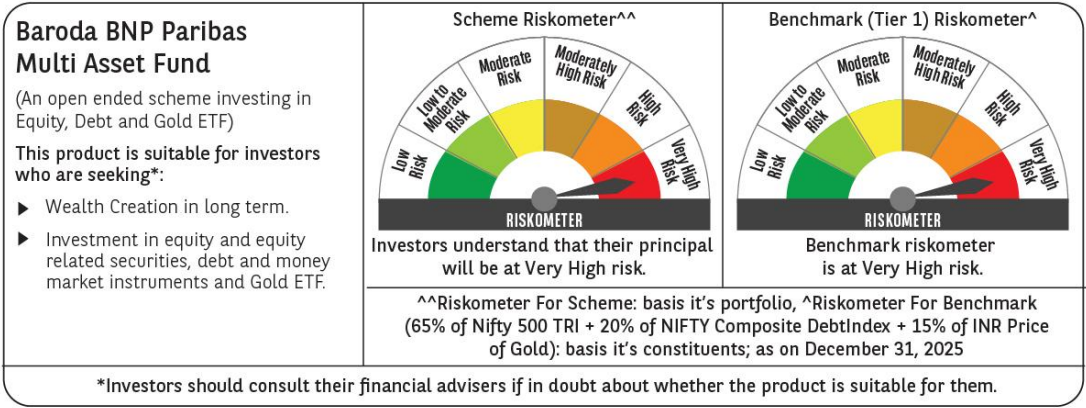 Baroda BNP Paribas
Multi Asset Fund
(An open ended scheme investing in
Equity, Debt and Gold ETF)
This product is suitable for investors
who are seeking*:
▶ Wealth Creation in long term.
▶ Investment in equity and equity
related securities, debt and money
market instruments and Gold ETF.
Scheme Riskometer^^
Low
Risk
Low to
Moderate
Risk
Moderate
Risk
Moderately
High Risk
High
Risk
Very High
Risk
RISKOMETER
Investors understand that their principal
will be at Very High risk.
Benchmark (Tier 1) Riskometer^
Low
Risk
Low to
Moderate
Risk
Moderate
Risk
Moderately
High Risk
High
Risk
Very High
Risk
RISKOMETER
Benchmark riskometer
is at Very High risk.
^^Riskometer For Scheme: basis it's portfolio, ^Riskometer For Benchmark
(65% of Nifty 500 TRI + 20% of NIFTY Composite DebtIndex + 15% of INR Price
of Gold): basis it's constituents; as on December 31, 2025
*Investors should consult their financial advisers if in doubt about whether the product is suitable for them.